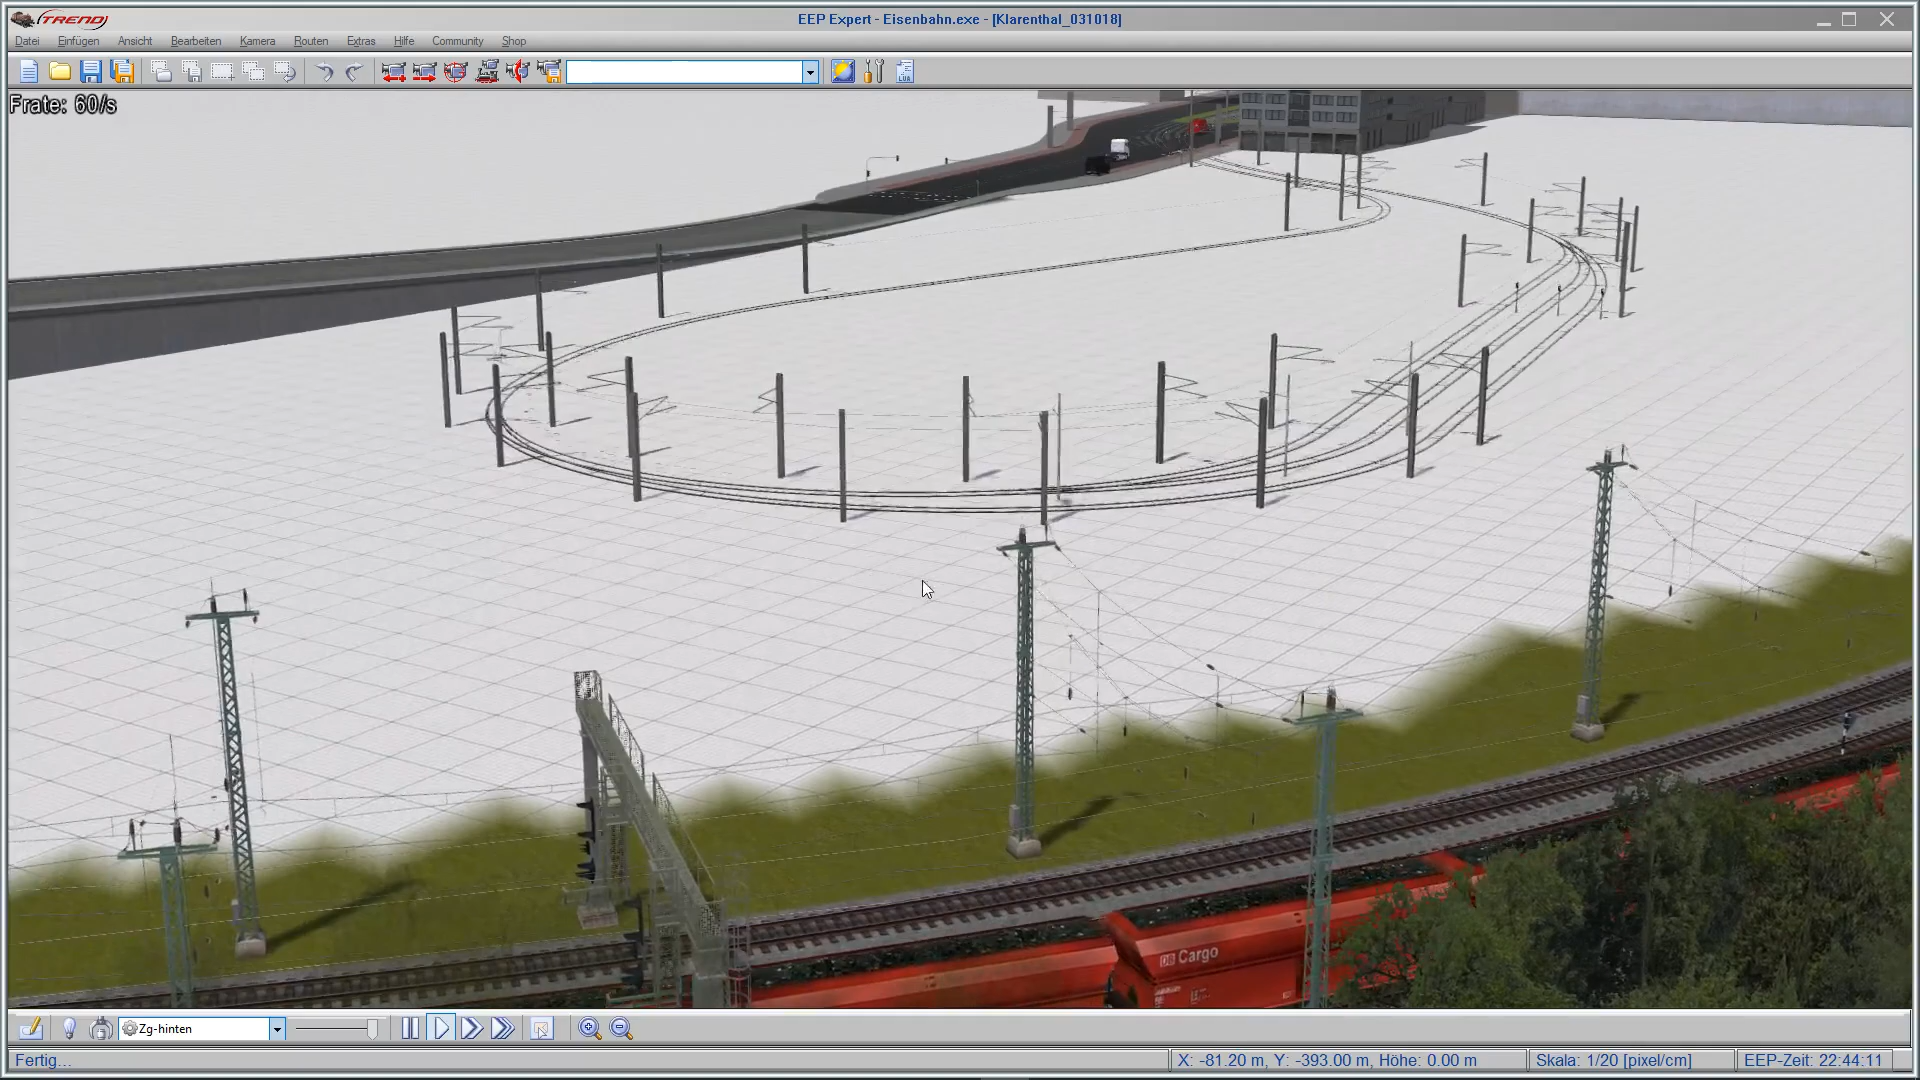 TREND
EEP Expert - Eisenbahn.exe - [Klarenthal_031018]
Datei Einfügen Ansicht Bearbeiten Kamera Routen Extras Hilfe Community Shop
LUA
Frate: 60/s
DB Cargo
Zg-hinten
Fertig...
X: -81.20 m, Y: -393.00 m, Höhe: 0.00 m
Skala: 1/20 [pixel/cm]
EEP-Zeit: 22:44:11